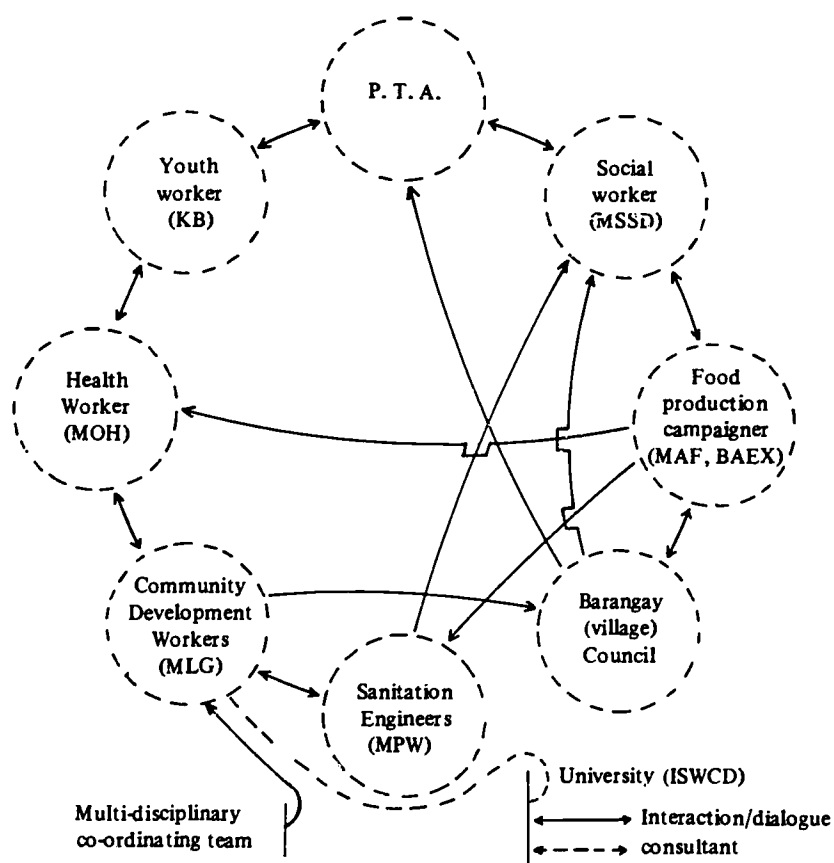 P. T. A.
Youth
worker
(KB)
Social
worker
(MSSD)
Health
Worker
(MOH)
Food
production
campaigner
(MAF, BAEX)
Community
Development
Workers
(MLG)
Barangay
(village)
Council
Sanitation
Engineers
(MPW)
University (ISWCD)
Multi-disciplinary
co-ordinating team
Interaction/dialogue
consultant